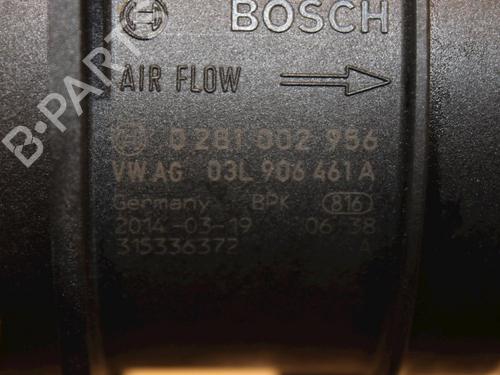 BOSCH
AIR FLOW
0 281 002 956
VW.AG 03L 906 461 A
Germany BPK 816
2014-03-19 06 38
315336372 A
B-PARTS